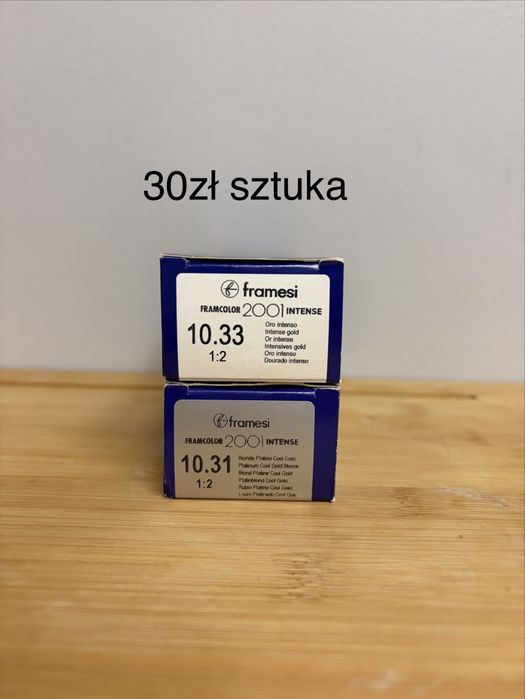 30zł sztuka
framesi
FRAMCOLOR 2001 INTENSE
10.33
1:2
Oro intenso
Intense gold
Or intense
Intensives gold
Oro intenso
Dourado intenso
framesi
FRAMCOLOR 2001 INTENSE
10.31
1:2
Biondo Platino Cool Gold
Platinum Cool Gold Blonde
Blond Platine Cool Gold
Platinblond Cool Gold
Rubio Platino Cool Gold
Louro Platinado Cool Gold